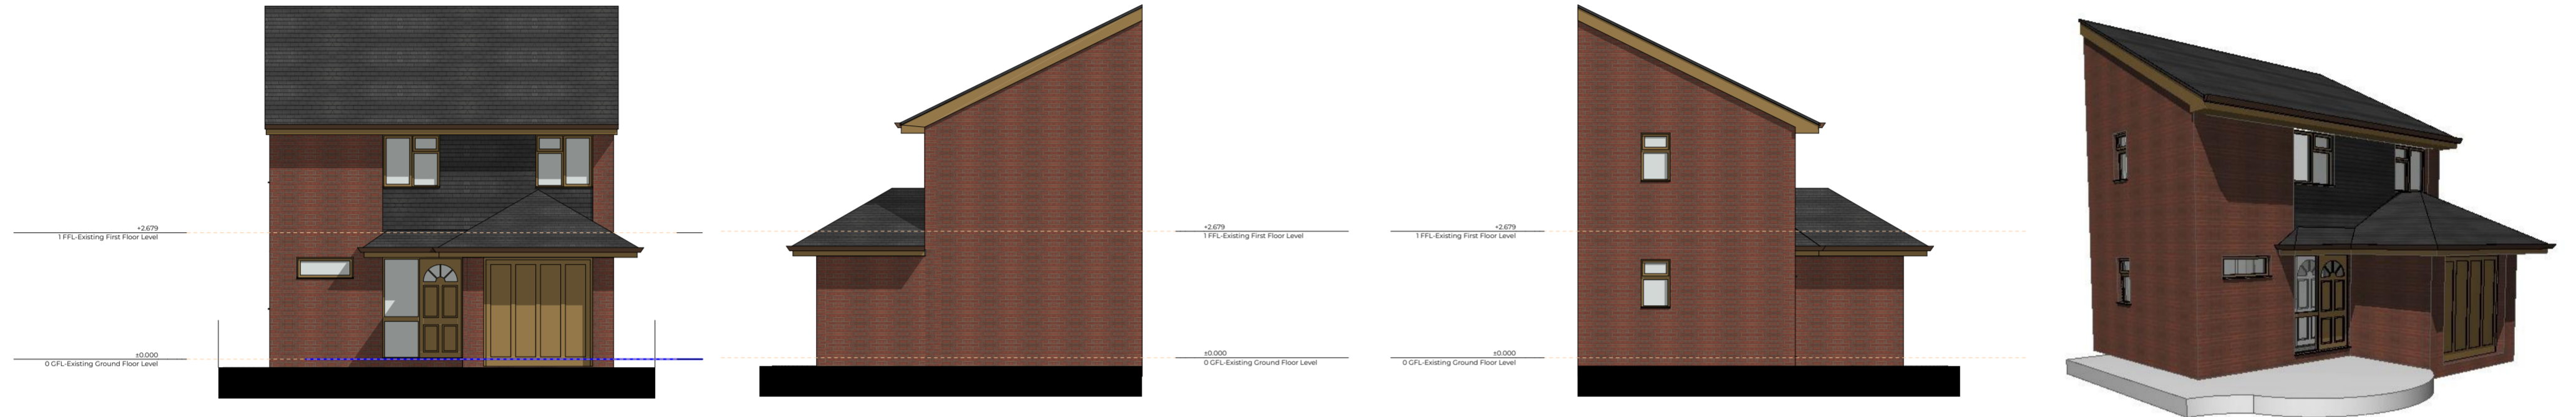 +2.679
1 FFL-Existing First Floor Level
±0.000
0 GFL-Existing Ground Floor Level
+2.679
1 FFL-Existing First Floor Level
±0.000
0 GFL-Existing Ground Floor Level
+2.679
1 FFL-Existing First Floor Level
±0.000
0 GFL-Existing Ground Floor Level